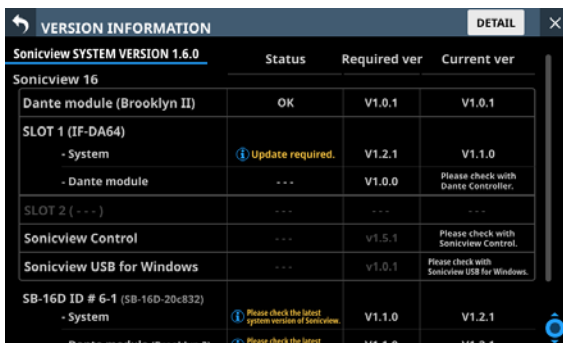 VERSION INFORMATION DETAIL
Sonicview SYSTEM VERSION 1.6.0 Status Required ver Current ver
Sonicview 16
Dante module (Brooklyn II) OK V1.0.1 V1.0.1
SLOT 1 (IF-DA64)
- System Update required. V1.2.1 V1.1.0
- Dante module - - - V1.0.0 Please check with
Dante Controller.
SLOT 2 ( - - - ) - - - - - - - - -
Sonicview Control - - - v1.5.1 Please check with
Sonicview Control.
Sonicview USB for Windows - - - v1.0.1 Please check with
Sonicview USB for Windows.
SB-16D ID # 6-1 (SB-16D-20c832)
- System Please check the latest
system version of Sonicview. V1.1.0 V1.2.1
Please check the latest